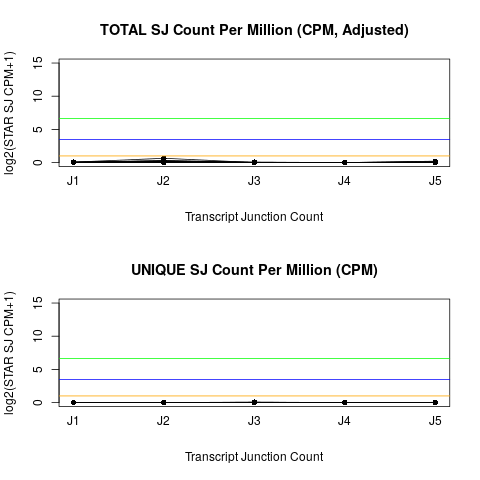 TOTAL SJ Count Per Million (CPM, Adjusted)
log2(STAR SJ CPM+1)
15
10
5
0
J1 J2 J3 J4 J5
Transcript Junction Count
UNIQUE SJ Count Per Million (CPM)
log2(STAR SJ CPM+1)
15
10
5
0
J1 J2 J3 J4 J5
Transcript Junction Count